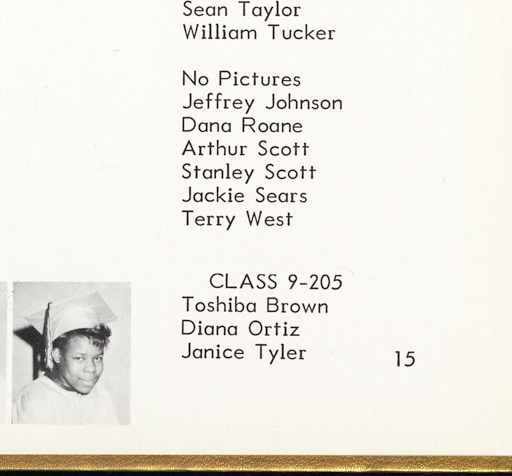 Sean Taylor
William Tucker
No Pictures
Jeffrey Johnson
Dana Roane
Arthur Scott
Stanley Scott
Jackie Sears
Terry West
CLASS 9-205
Toshiba Brown
Diana Ortiz
Janice Tyler
15